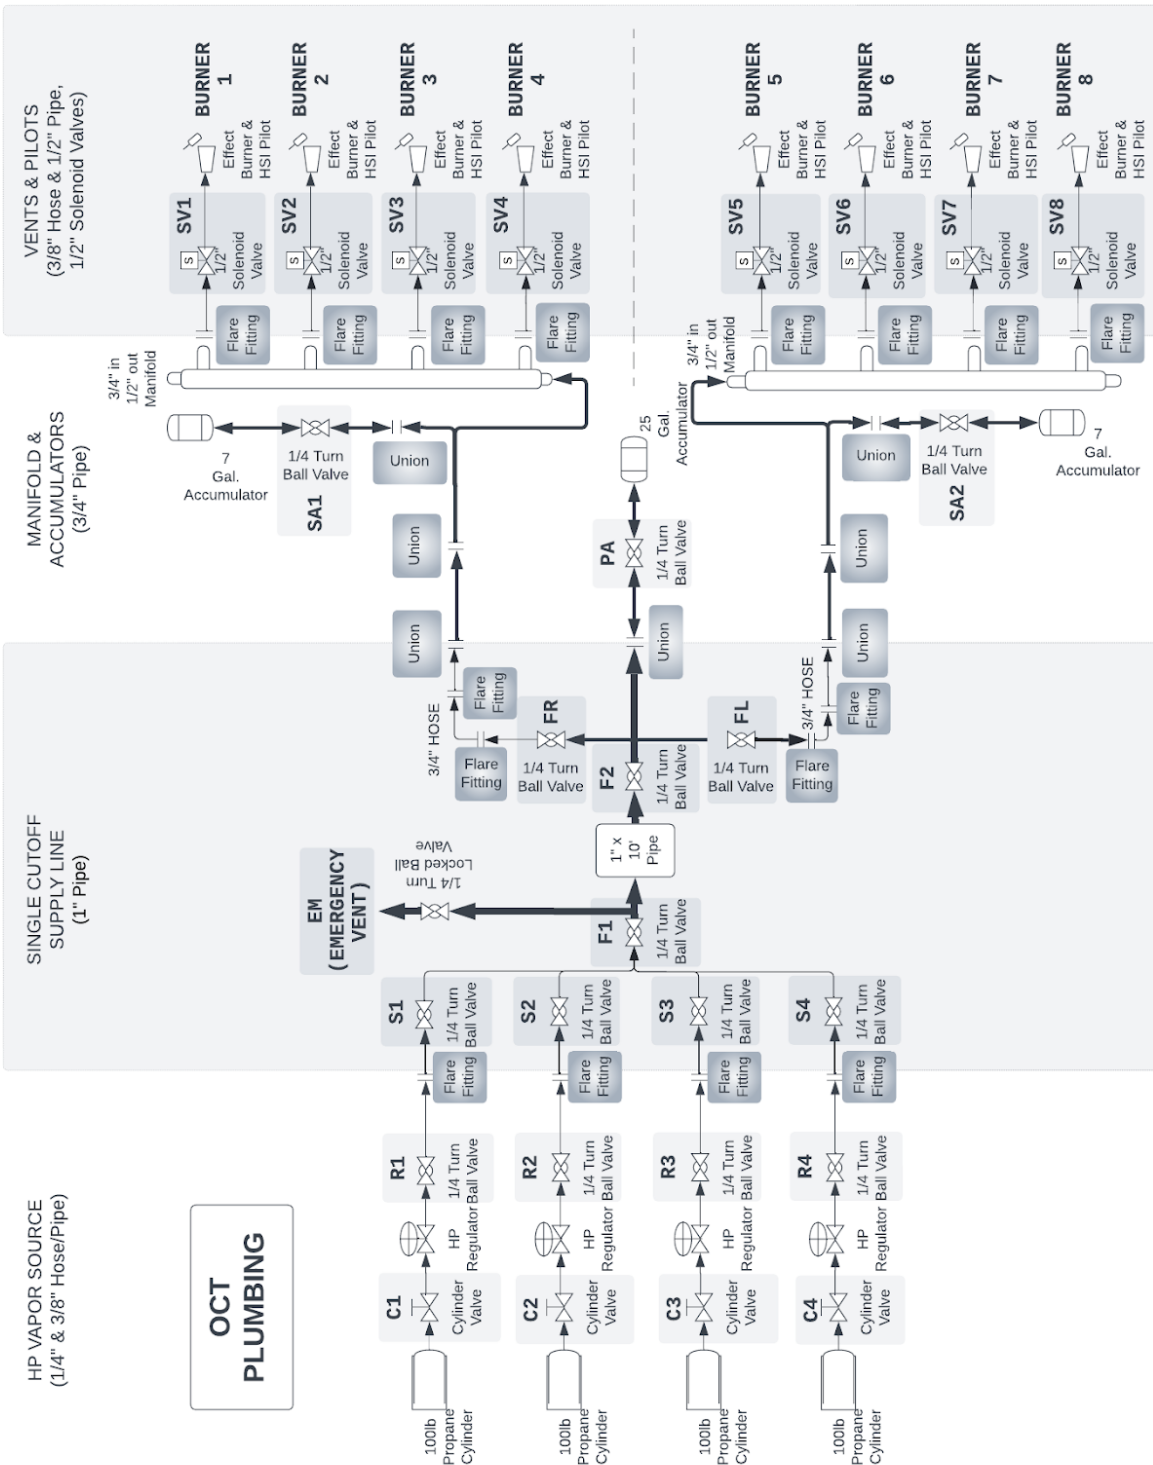 VENTS & PILOTS
(3/8" Hose & 1/2" Pipe,
1/2" Solenoid Valves)
BURNER
1
BURNER
2
BURNER
3
BURNER
4
BURNER
5
BURNER
6
BURNER
7
BURNER
8
Effect
Burner &
HSI Pilot
Effect
Burner &
HSI Pilot
Effect
Burner &
HSI Pilot
Effect
Burner &
HSI Pilot
Effect
Burner &
HSI Pilot
Effect
Burner &
HSI Pilot
Effect
Burner &
HSI Pilot
Effect
Burner &
HSI Pilot
SV1
S
1/2"
Solenoid
Valve
SV2
S
1/2"
Solenoid
Valve
SV3
S
1/2"
Solenoid
Valve
SV4
S
1/2"
Solenoid
Valve
SV5
S
1/2"
Solenoid
Valve
SV6
S
1/2"
Solenoid
Valve
SV7
S
1/2"
Solenoid
Valve
SV8
S
1/2"
Solenoid
Valve
Flare
Fitting
Flare
Fitting
Flare
Fitting
Flare
Fitting
Flare
Fitting
Flare
Fitting
Flare
Fitting
Flare
Fitting
MANIFOLD &
ACCUMULATORS
(3/4" Pipe)
3/4" in
1/2" out
Manifold
3/4" in
1/2" out
Manifold
7
Gal.
Accumulator
1/4 Turn
Ball Valve
SA1
Union
25
Gal.
Accumulator
Union
1/4 Turn
Ball Valve
SA2
7
Gal.
Accumulator
Union
PA
1/4 Turn
Ball Valve
Union
Union
Union
Union
SINGLE CUTOFF
SUPPLY LINE
(1" Pipe)
Flare
Fitting
3/4" HOSE
Flare
Fitting
FR
1/4 Turn
Ball Valve
F2
1/4 Turn
Ball Valve
FL
1/4 Turn
Ball Valve
3/4" HOSE
Flare
Fitting
Flare
Fitting
1" x
10'
Pipe
EM
(EMERGENCY
VENT)
1/4 Turn
Locked Ball
Valve
F1
1/4 Turn
Ball Valve
S1
1/4 Turn
Ball Valve
S2
1/4 Turn
Ball Valve
S3
1/4 Turn
Ball Valve
S4
1/4 Turn
Ball Valve
Flare
Fitting
Flare
Fitting
Flare
Fitting
Flare
Fitting
HP VAPOR SOURCE
(1/4" & 3/8" Hose/Pipe)
OCT
PLUMBING
R1
1/4 Turn
Ball Valve
R2
1/4 Turn
Ball Valve
R3
1/4 Turn
Ball Valve
R4
1/4 Turn
Ball Valve
HP
Regulator
HP
Regulator
HP
Regulator
HP
Regulator
C1
Cylinder
Valve
C2
Cylinder
Valve
C3
Cylinder
Valve
C4
Cylinder
Valve
100lb
Propane
Cylinder
100lb
Propane
Cylinder
100lb
Propane
Cylinder
100lb
Propane
Cylinder